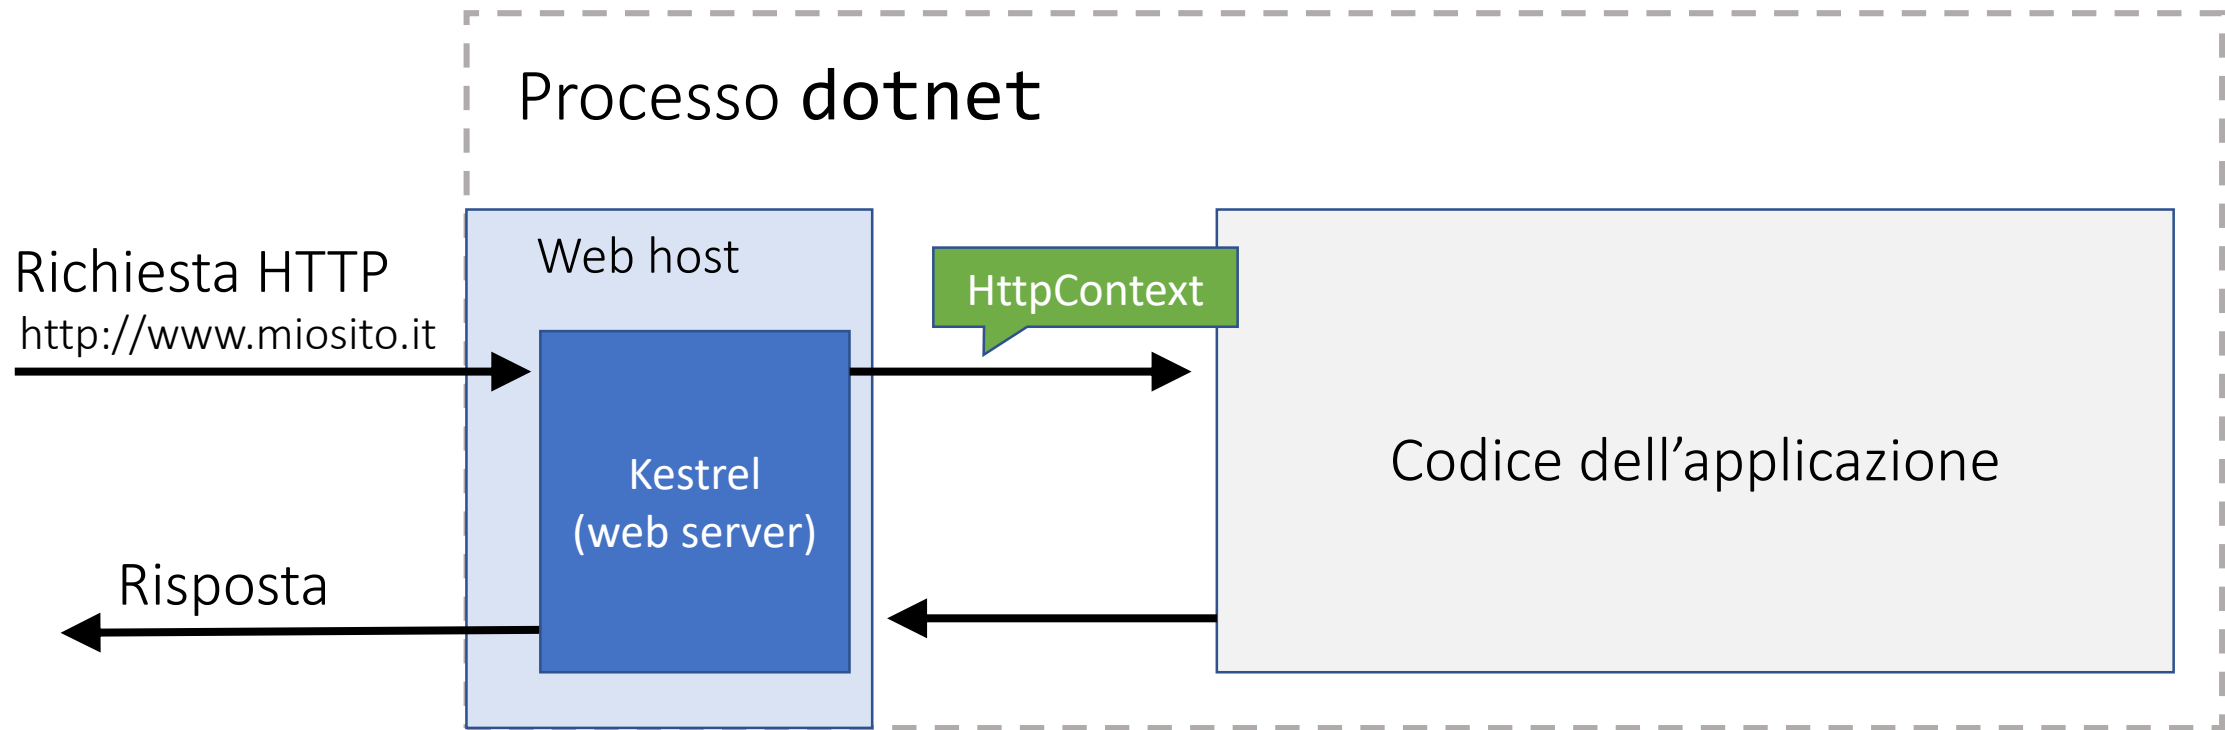 Processo dotnet
Web host
Richiesta HTTP
http://www.miosito.it
HttpContext
Kestrel
(web server)
Codice dell’applicazione
Risposta